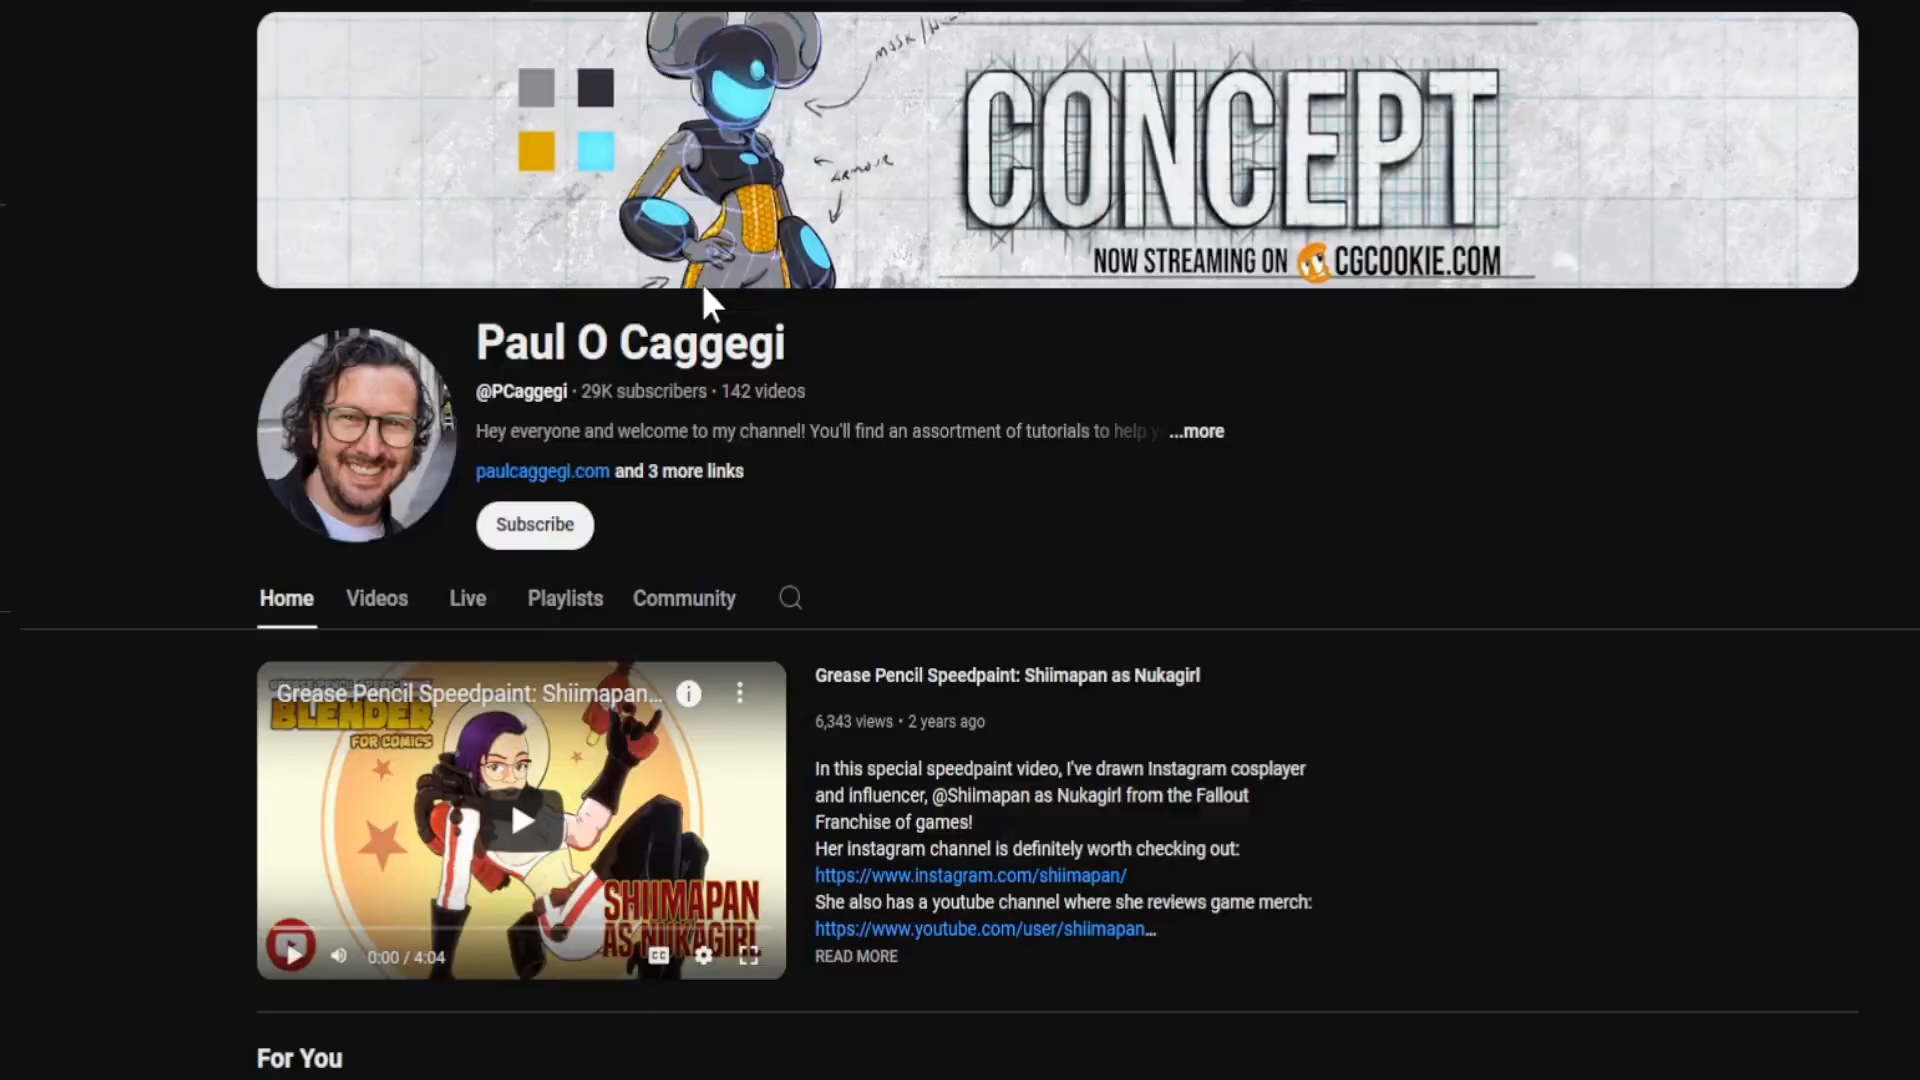 MASK /
ARMOUR
CONCEPT
NOW STREAMING ON CGCOOKIE.COM
Paul O Caggegi
@PCaggegi · 29K subscribers · 142 videos
Hey everyone and welcome to my channel! You'll find an assortment of tutorials to help y ...more
paulcaggegi.com and 3 more links
Subscribe
Home Videos Live Playlists Community
Grease Pencil Speedpaint: Shiimapan...
BLENDER
FOR COMICS
SHIIMAPAN
AS NUKAGIRL
0:00 / 4:04
CC
Grease Pencil Speedpaint: Shiimapan as Nukagirl
6,343 views · 2 years ago
In this special speedpaint video, I've drawn Instagram cosplayer
and influencer, @Shiimapan as Nukagirl from the Fallout
Franchise of games!
Her instagram channel is definitely worth checking out:
https://www.instagram.com/shiimapan/
She also has a youtube channel where she reviews game merch:
https://www.youtube.com/user/shiimapan...
READ MORE
For You